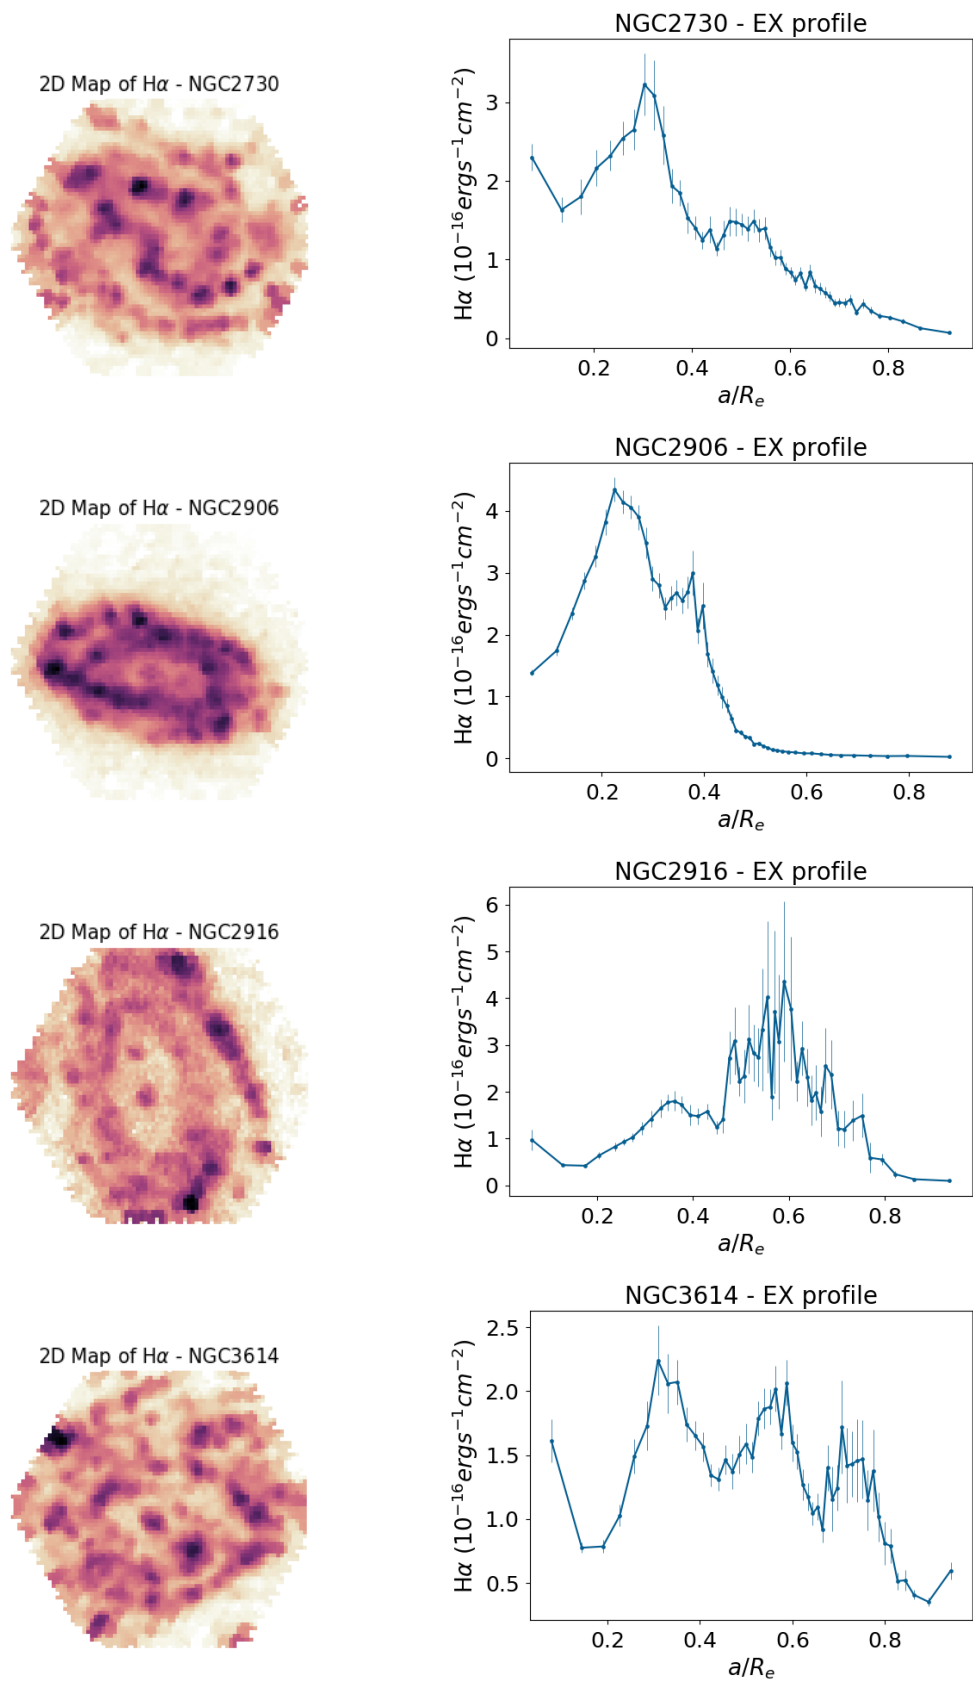 NGC2730 - EX profile
2D Map of Hα - NGC2730
Hα (10⁻¹⁶ergs⁻¹cm⁻²)
3
2
1
0
0.2 0.4 0.6 0.8
a/Rₑ
NGC2906 - EX profile
2D Map of Hα - NGC2906
Hα (10⁻¹⁶ergs⁻¹cm⁻²)
4
3
2
1
0
0.2 0.4 0.6 0.8
a/Rₑ
NGC2916 - EX profile
2D Map of Hα - NGC2916
Hα (10⁻¹⁶ergs⁻¹cm⁻²)
6
5
4
3
2
1
0
0.2 0.4 0.6 0.8
a/Rₑ
NGC3614 - EX profile
2D Map of Hα - NGC3614
Hα (10⁻¹⁶ergs⁻¹cm⁻²)
2.5
2.0
1.5
1.0
0.5
0.2 0.4 0.6 0.8
a/Rₑ